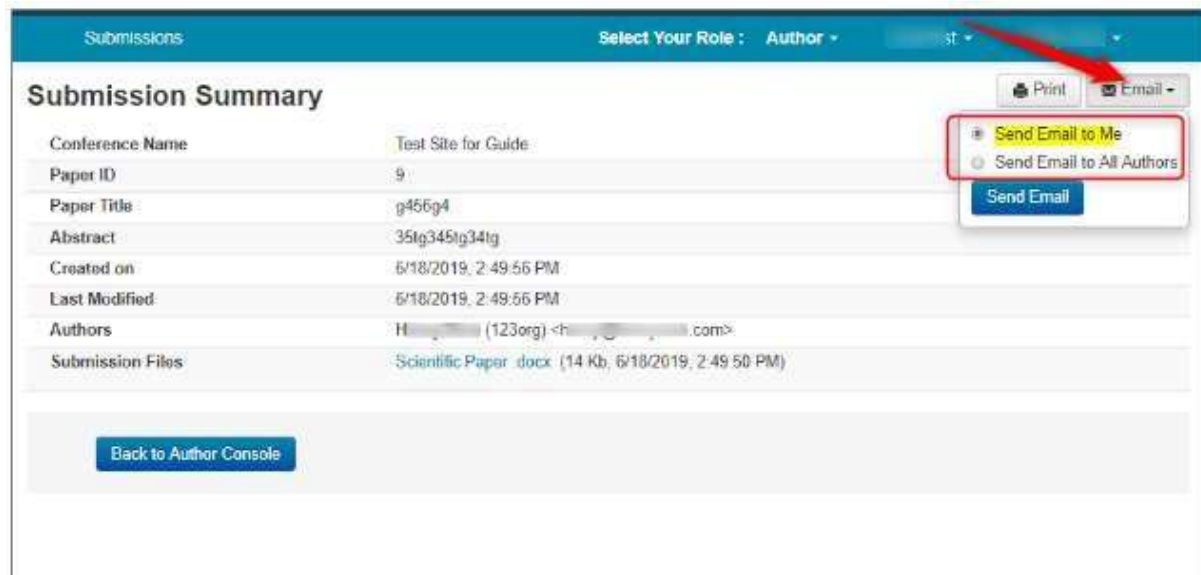 Submissions Select Your Role : Author st
Submission Summary Print Email
Conference Name Test Site for Guide Send Email to Me
Paper ID 9 Send Email to All Authors
Paper Title g456g4 Send Email
Abstract 35tg345tg34tg
Created on 6/18/2019, 2:49:56 PM
Last Modified 6/18/2019, 2:49:56 PM
Authors H (123org) <h @ .com>
Submission Files Scientific Paper .docx (14 Kb, 6/18/2019, 2:49:50 PM)
Back to Author Console